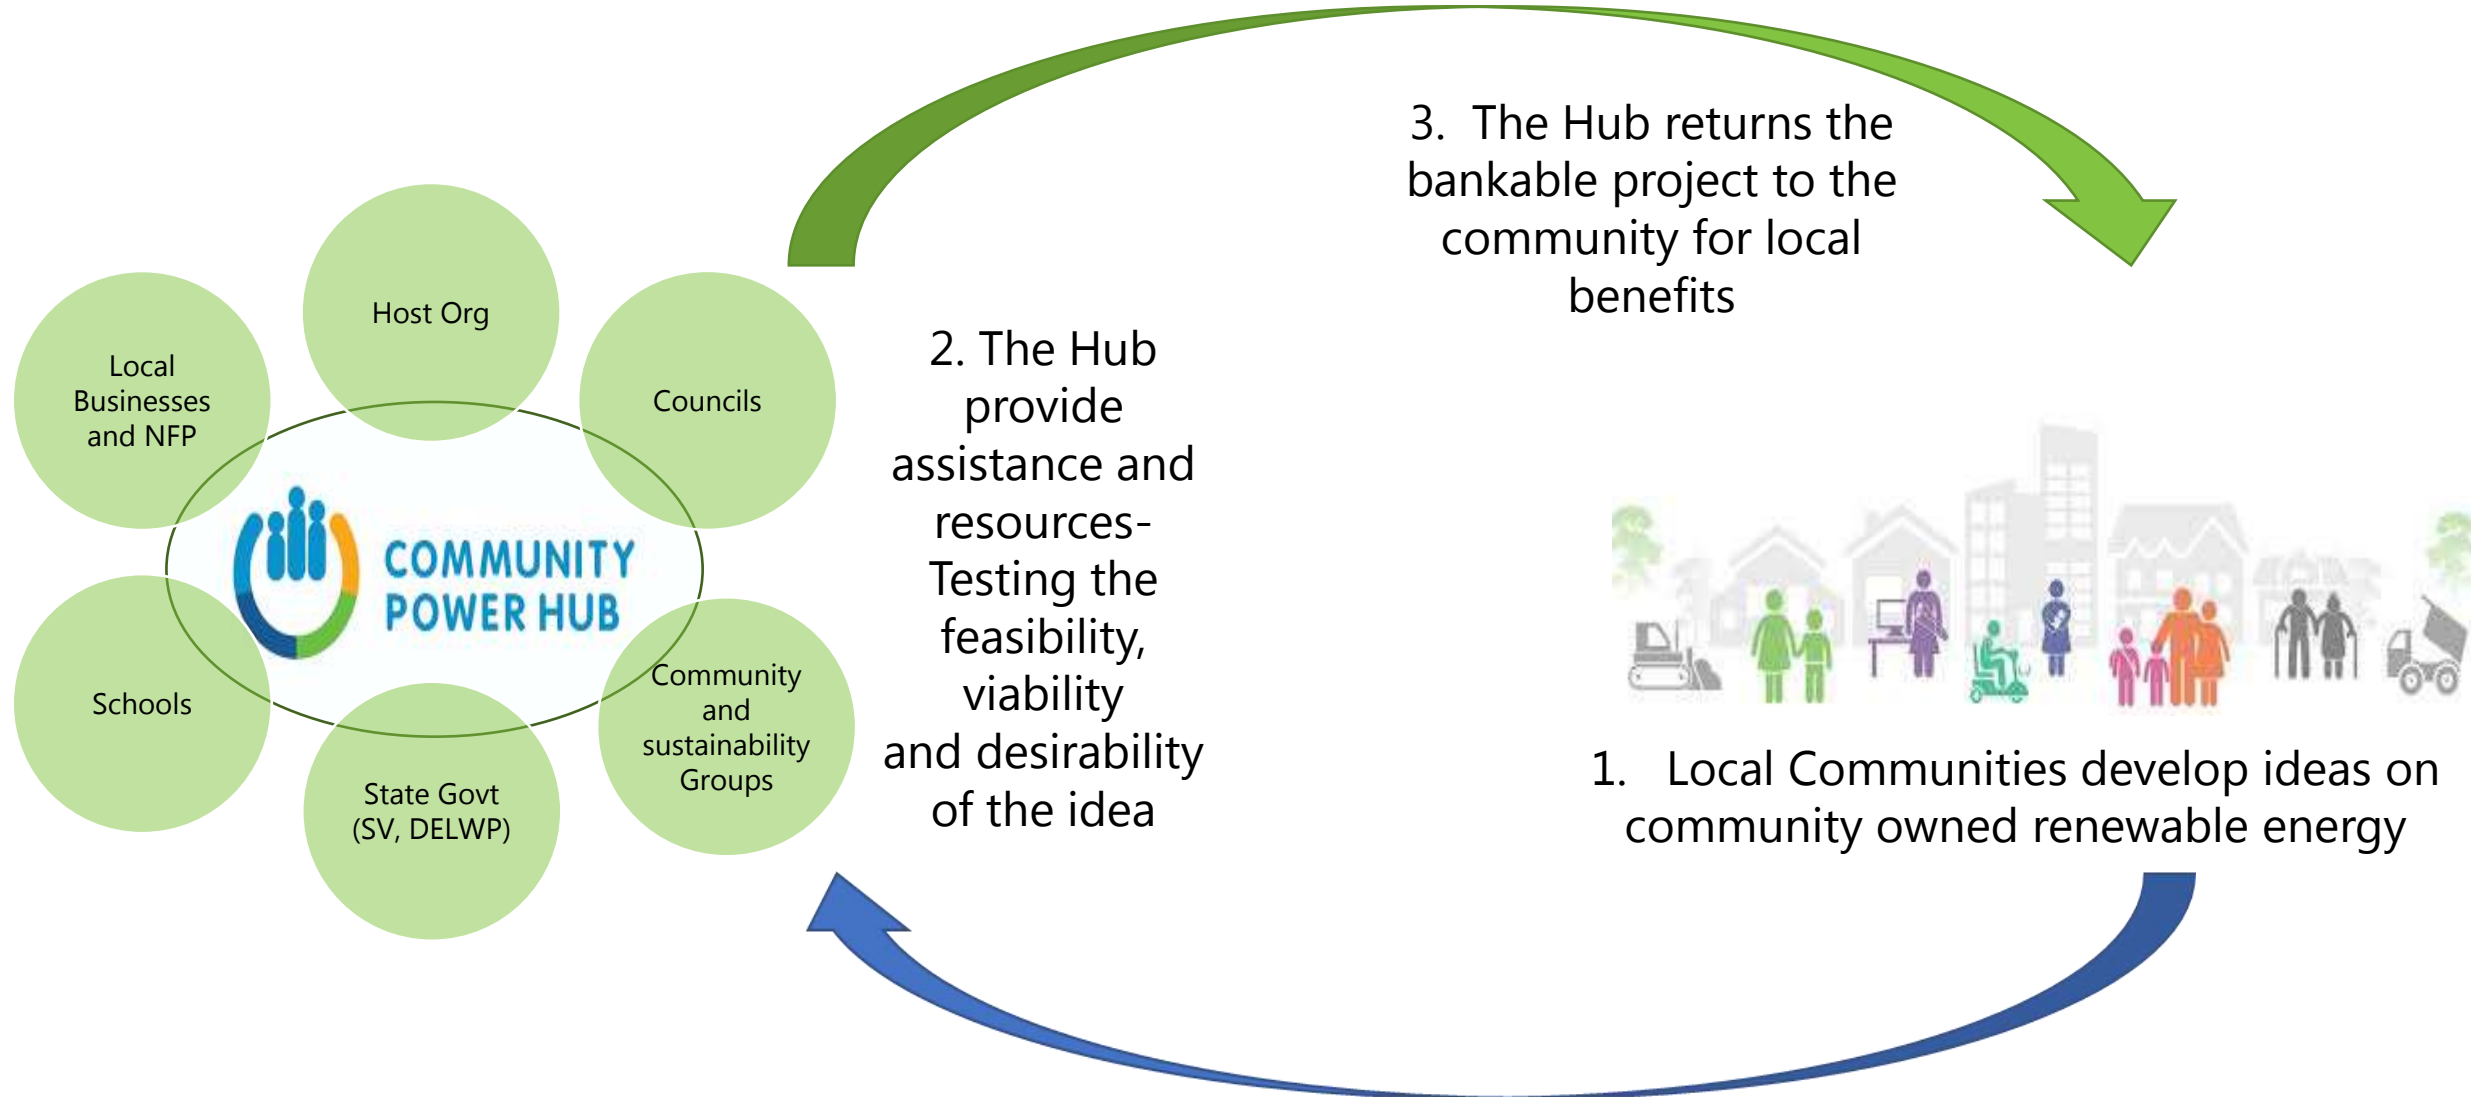 Host Org
Local
Businesses
and NFP
Councils
COMMUNITY
POWER HUB
Schools
State Govt
(SV, DELWP)
Community
and
sustainability
Groups
2. The Hub
provide
assistance and
resources-
Testing the
feasibility,
viability
and desirability
of the idea
3. The Hub returns the
bankable project to the
community for local
benefits
1. Local Communities develop ideas on
community owned renewable energy